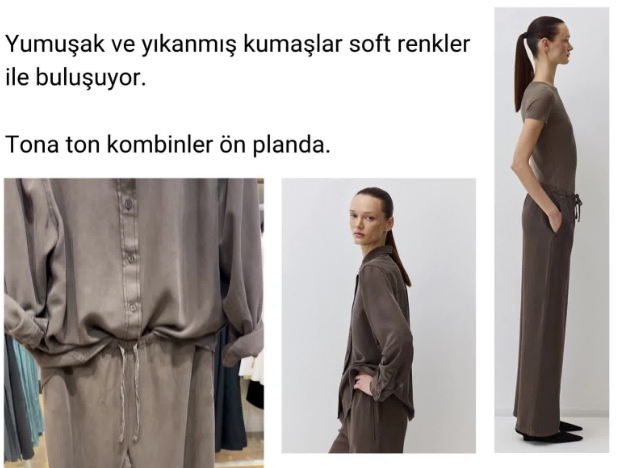 Yumuşak ve yıkanmış kumaşlar soft renkler
ile buluşuyor.
Tona ton kombinler ön planda.